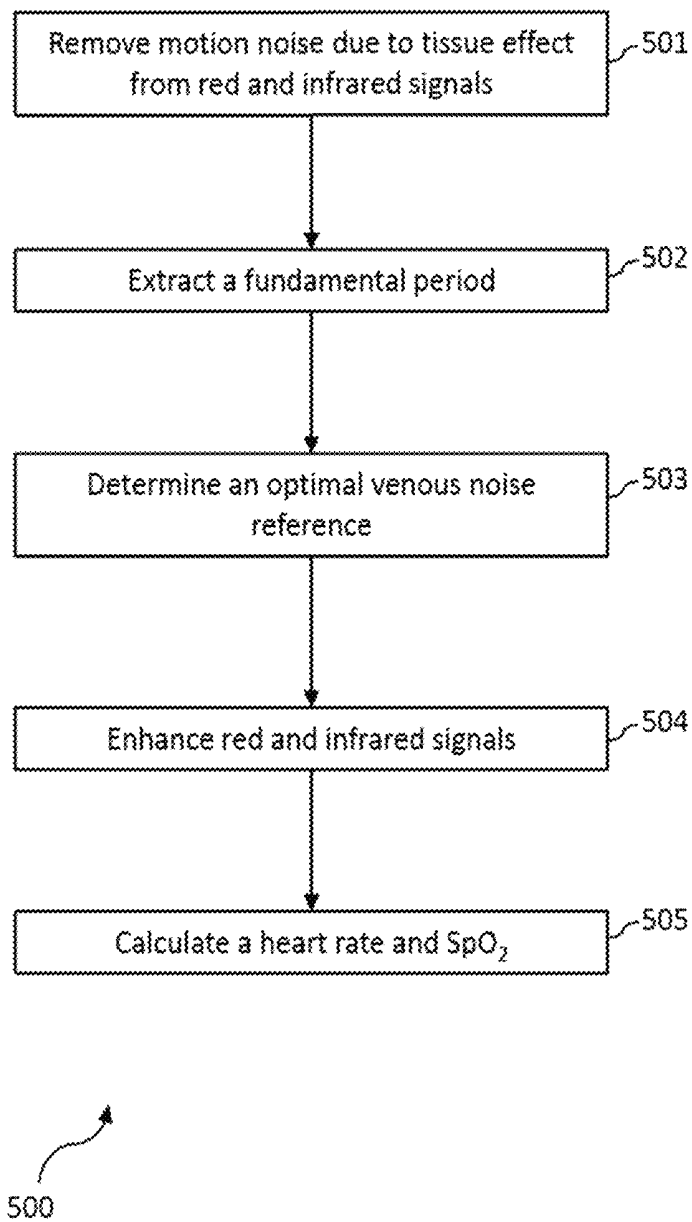 Remove motion noise due to tissue effect
from red and infrared signals
501
Extract a fundamental period
502
Determine an optimal venous noise
reference
503
Enhance red and infrared signals
504
Calculate a heart rate and SpO₂
505
500